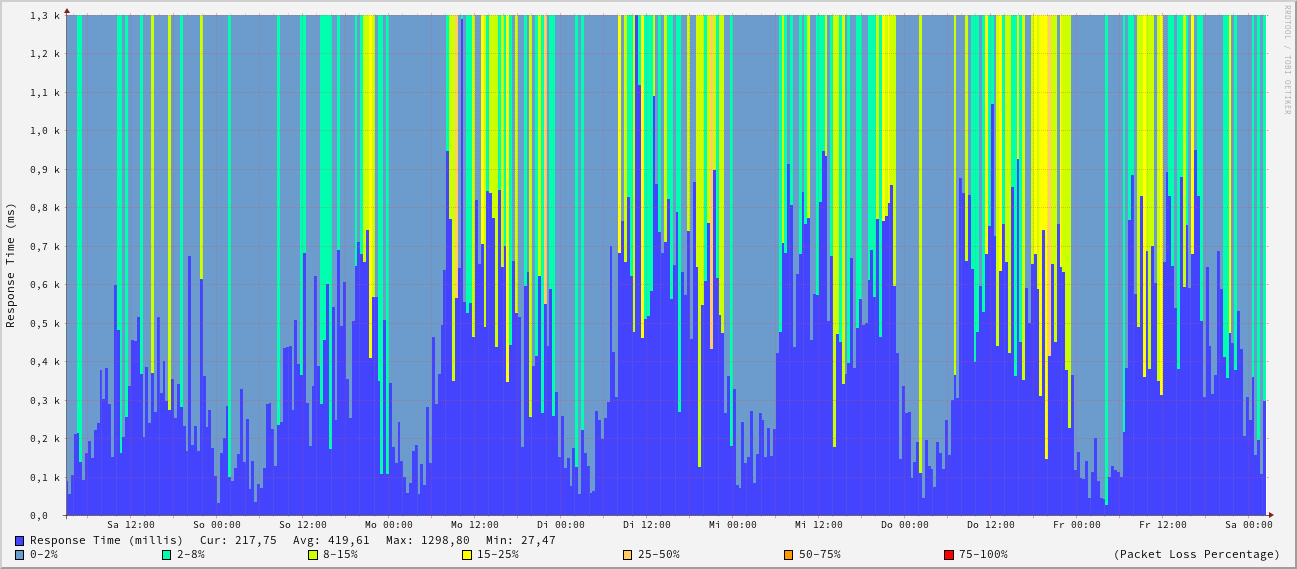 RRDTOOL / TOBI OETIKER
Response Time (ms)
1,3 k
1,2 k
1,1 k
1,0 k
0,9 k
0,8 k
0,7 k
0,6 k
0,5 k
0,4 k
0,3 k
0,2 k
0,1 k
0,0
Sa 12:00 So 00:00 So 12:00 Mo 00:00 Mo 12:00 Di 00:00 Di 12:00 Mi 00:00 Mi 12:00 Do 00:00 Do 12:00 Fr 00:00 Fr 12:00 Sa 00:00
Response Time (millis) Cur: 217,75 Avg: 419,61 Max: 1298,80 Min: 27,47
0-2% 2-8% 8-15% 15-25% 25-50% 50-75% 75-100% (Packet Loss Percentage)